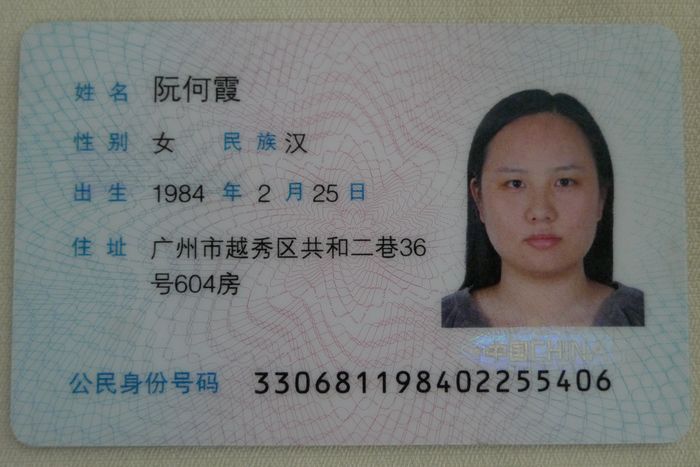 姓名 阮何霞
性别 女 民族 汉
出生 1984 年 2 月 25 日
住址 广州市越秀区共和二巷36
号604房
中国CHINA
公民身份号码 330681198402255406